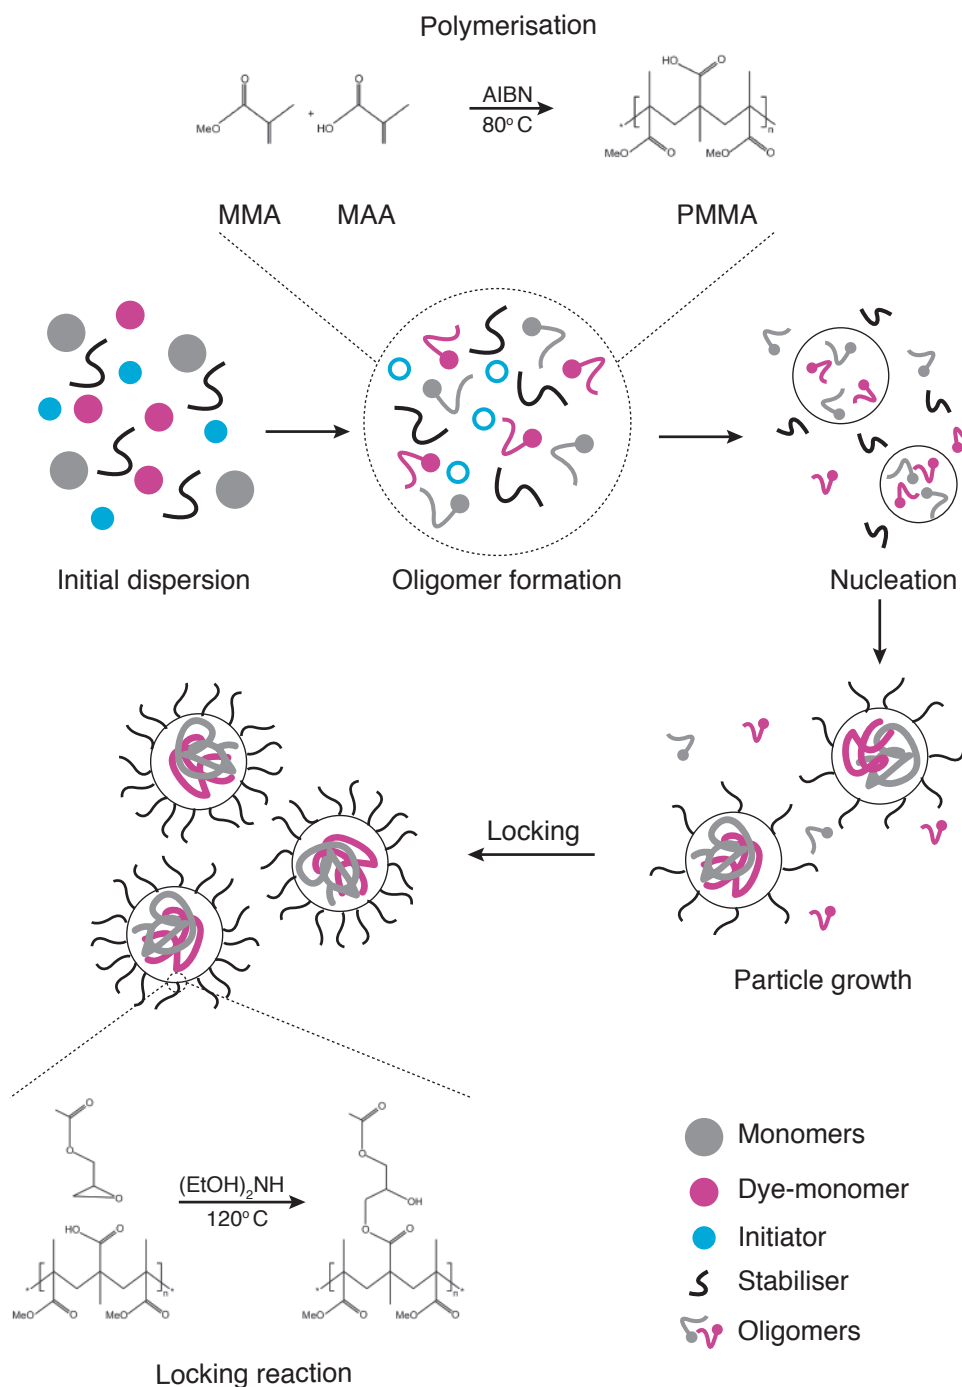 Polymerisation
MeO
O
+
HO
O
AIBN
80° C
HO
O
*
n
*
MeO
O
MeO
O
MMA
MAA
PMMA
Initial dispersion
Oligomer formation
Nucleation
Locking
Particle growth
O
O
O
(EtOH)₂NH
120° C
HO
O
*
n
*
MeO
O
MeO
O
O
O
OH
O
O
*
n
*
MeO
O
MeO
O
Locking reaction
Monomers
Dye-monomer
Initiator
Stabiliser
Oligomers